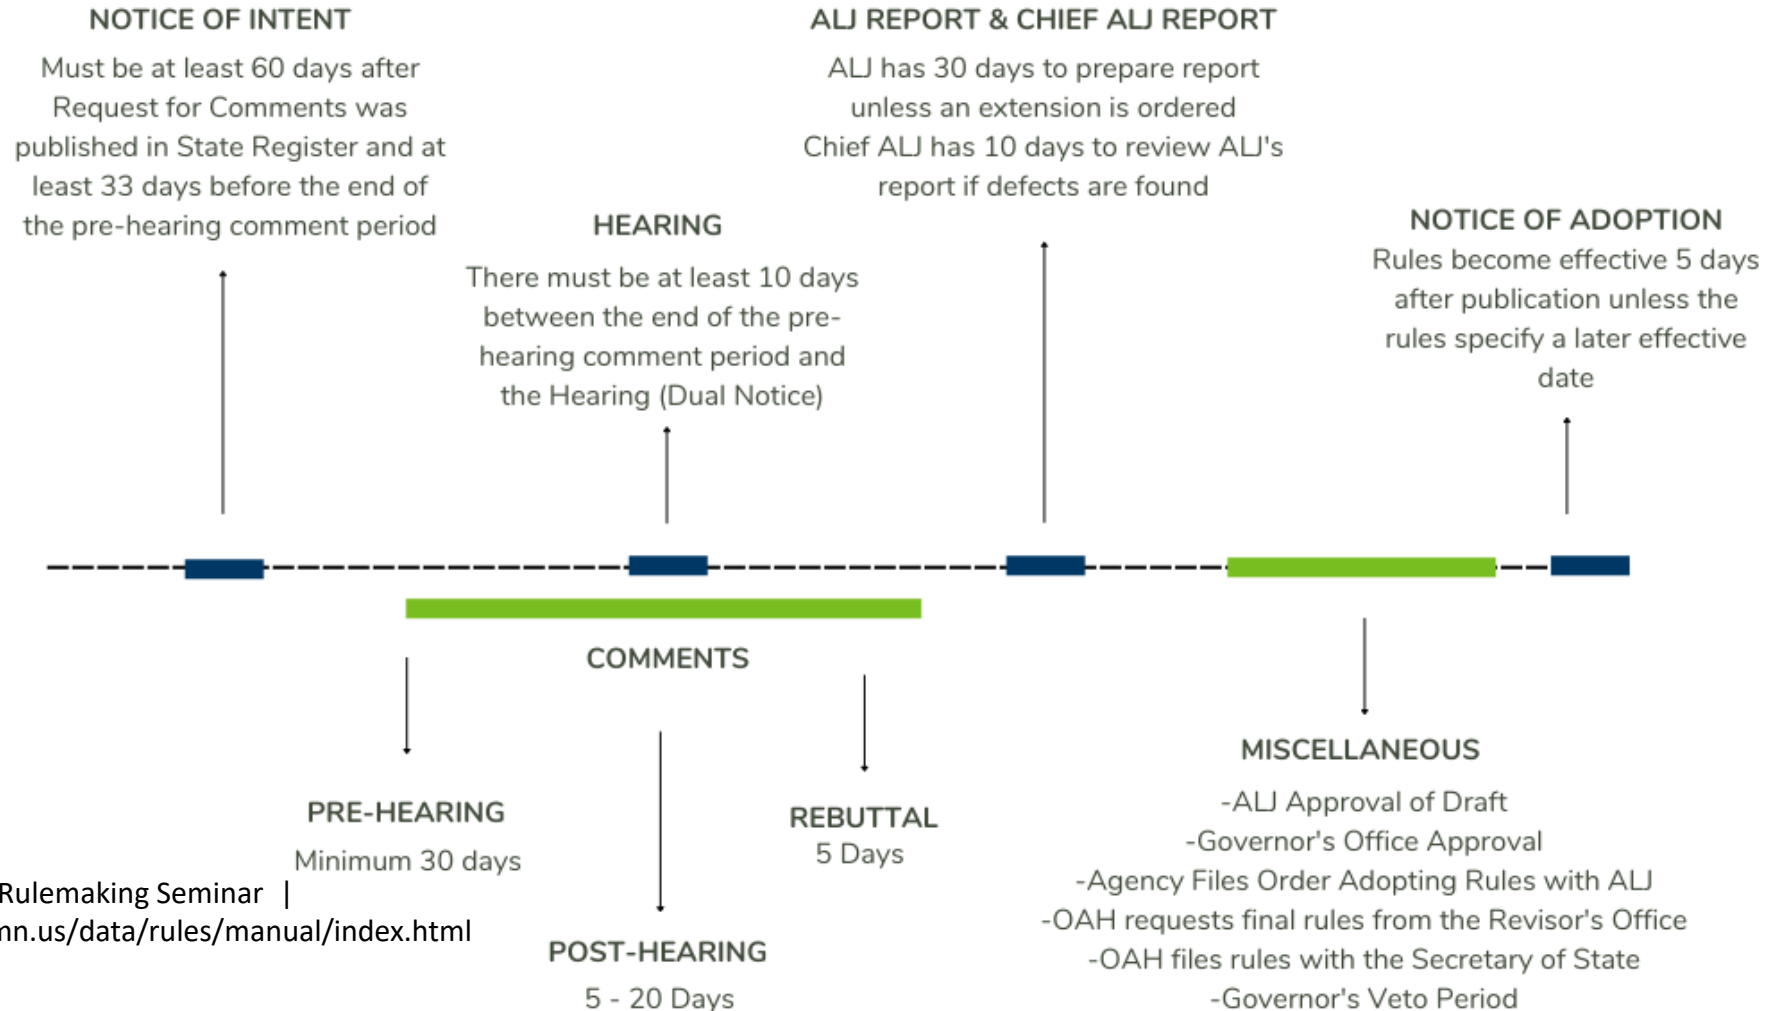 NOTICE OF INTENT
Must be at least 60 days after
Request for Comments was
published in State Register and at
least 33 days before the end of
the pre-hearing comment period
HEARING
There must be at least 10 days
between the end of the pre-
hearing comment period and
the Hearing (Dual Notice)
ALJ REPORT & CHIEF ALJ REPORT
ALJ has 30 days to prepare report
unless an extension is ordered
Chief ALJ has 10 days to review ALJ's
report if defects are found
NOTICE OF ADOPTION
Rules become effective 5 days
after publication unless the
rules specify a later effective
date
COMMENTS
PRE-HEARING
Minimum 30 days
POST-HEARING
5 - 20 Days
REBUTTAL
5 Days
MISCELLANEOUS
-ALJ Approval of Draft
-Governor's Office Approval
-Agency Files Order Adopting Rules with ALJ
-OAH requests final rules from the Revisor's Office
-OAH files rules with the Secretary of State
-Governor's Veto Period
Rulemaking Seminar |
mn.us/data/rules/manual/index.html